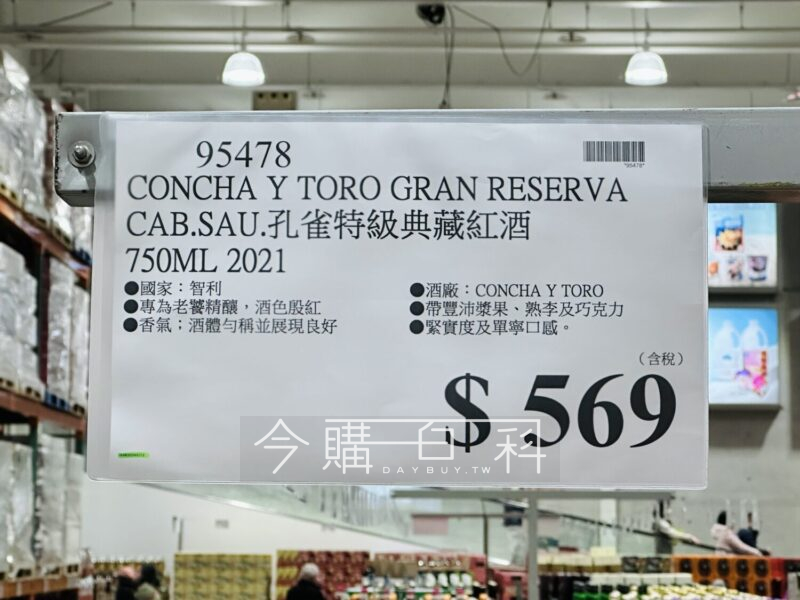 95478
*95478*
CONCHA Y TORO GRAN RESERVA
CAB.SAU.孔雀特級典藏紅酒
750ML 2021
●國家：智利
●專為老饕精釀，酒色殷紅
●香氣；酒體勻稱並展現良好
●酒廠：CONCHA Y TORO
●帶豐沛漿果、熟李及巧克力
●緊實度及單寧口感。
（含稅）
$ 569
今購百科
DAYBUY.TW